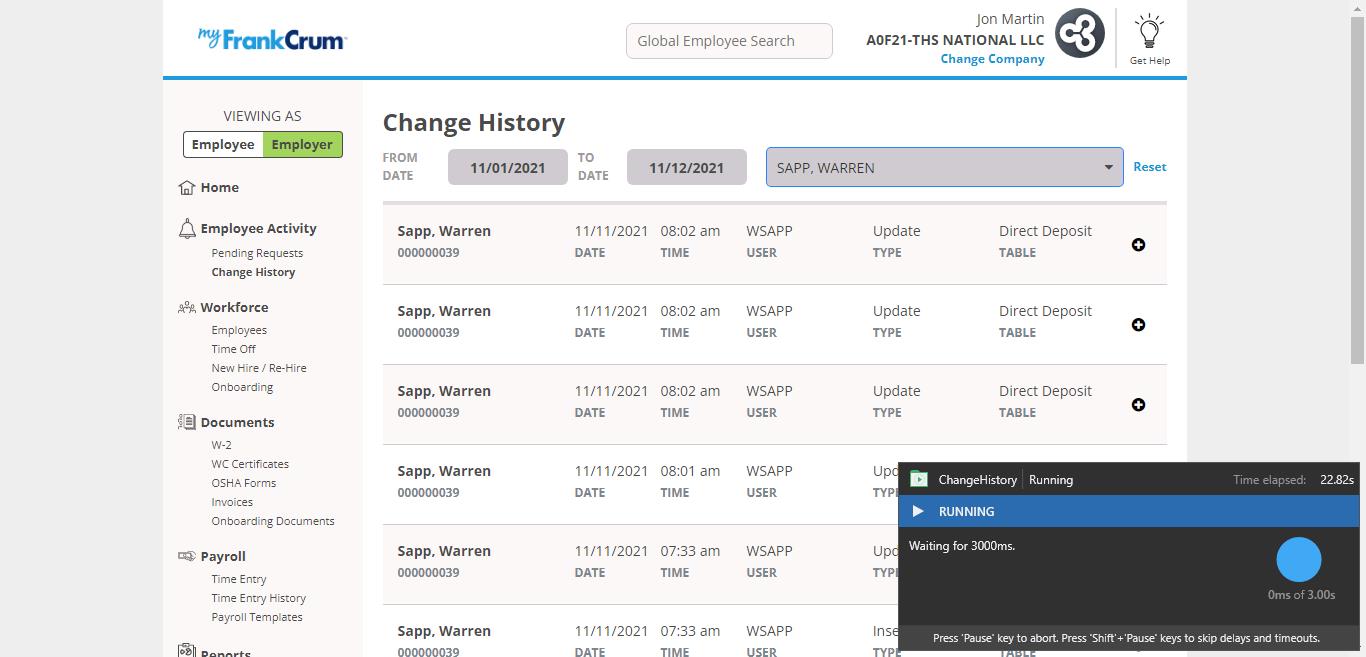 myFrankCrum
Global Employee Search
Jon Martin
A0F21-THS NATIONAL LLC
Change Company
Get Help
VIEWING AS
Employee Employer
Home
Employee Activity
Pending Requests
Change History
Workforce
Employees
Time Off
New Hire / Re-Hire
Onboarding
Documents
W-2
WC Certificates
OSHA Forms
Invoices
Onboarding Documents
Payroll
Time Entry
Time Entry History
Payroll Templates
Reports
Change History
FROM DATE 11/01/2021 TO DATE 11/12/2021 SAPP, WARREN Reset
Sapp, Warren 11/11/2021 08:02 am WSAPP Update Direct Deposit
000000039 DATE TIME USER TYPE TABLE
Sapp, Warren 11/11/2021 08:02 am WSAPP Update Direct Deposit
000000039 DATE TIME USER TYPE TABLE
Sapp, Warren 11/11/2021 08:02 am WSAPP Update Direct Deposit
000000039 DATE TIME USER TYPE TABLE
Sapp, Warren 11/11/2021 08:01 am WSAPP Upd
000000039 DATE TIME USER TYPE
Sapp, Warren 11/11/2021 07:33 am WSAPP Upd
000000039 DATE TIME USER TYPE
Sapp, Warren 11/11/2021 07:33 am WSAPP Inse
000000039 DATE TIME USER TYPE TABLE
ChangeHistory Running Time elapsed: 22.82s
RUNNING
Waiting for 3000ms.
0ms of 3.00s
Press 'Pause' key to abort. Press 'Shift'+'Pause' keys to skip delays and timeouts.